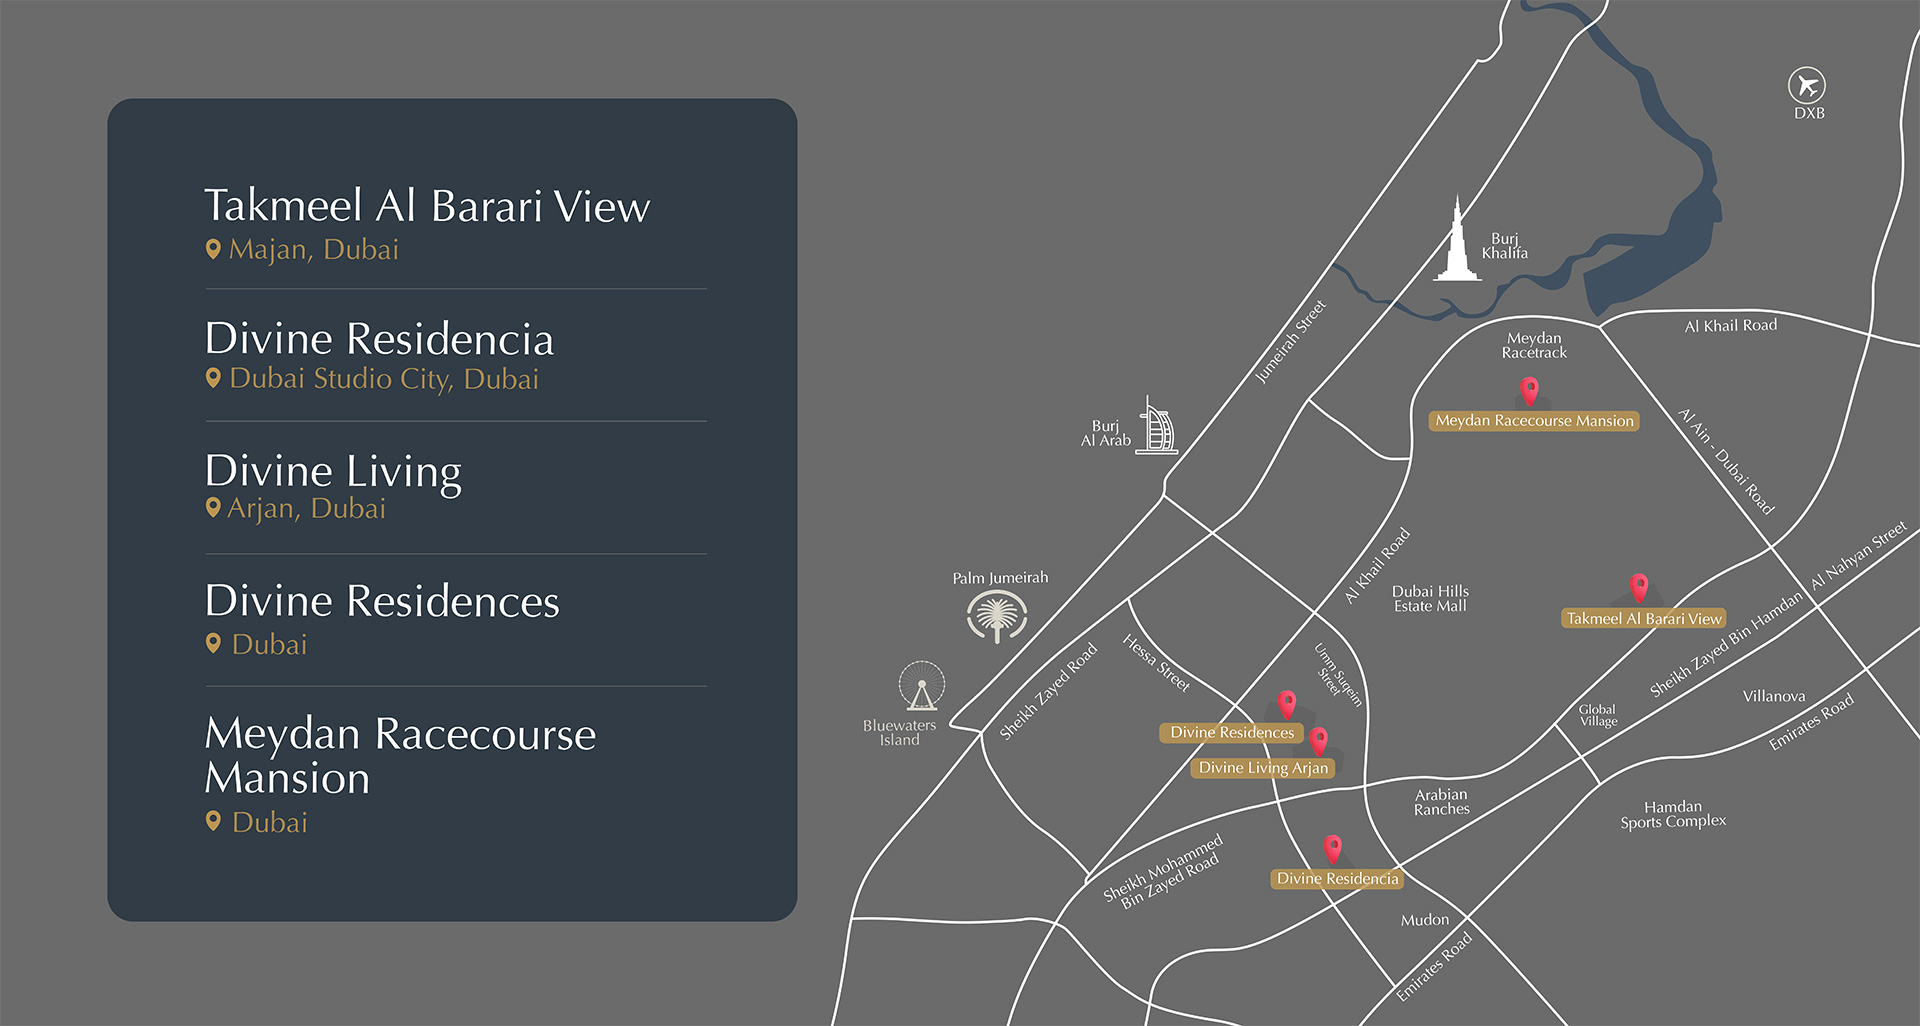 Takmeel Al Barari View
Majan, Dubai
Divine Residencia
Dubai Studio City, Dubai
Divine Living
Arjan, Dubai
Divine Residences
Dubai
Meydan Racecourse
Mansion
Dubai
DXB
Burj
Khalifa
Jumeirah Street
Meydan
Racetrack
Al Khail Road
Meydan Racecourse Mansion
Burj
Al Arab
Al Ain - Dubai Road
Al Khail Road
Palm Jumeirah
Dubai Hills
Estate Mall
Takmeel Al Barari View
Sheikh Zayed Bin Hamdan Al Nahyan Street
Hessa Street
Umm Suqeim
Street
Sheikh Zayed Road
Bluewaters
Island
Divine Residences
Divine Living Arjan
Global
Village
Villanova
Emirates Road
Arabian
Ranches
Hamdan
Sports Complex
Sheikh Mohammed
Bin Zayed Road
Divine Residencia
Mudon
Emirates Road